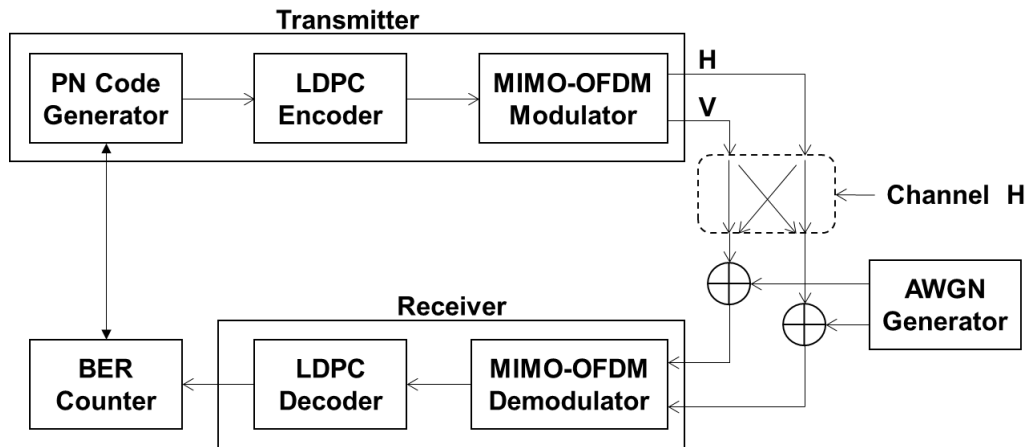 Transmitter
PN Code
Generator
LDPC
Encoder
MIMO-OFDM
Modulator
H
V
Channel H
AWGN
Generator
Receiver
BER
Counter
LDPC
Decoder
MIMO-OFDM
Demodulator